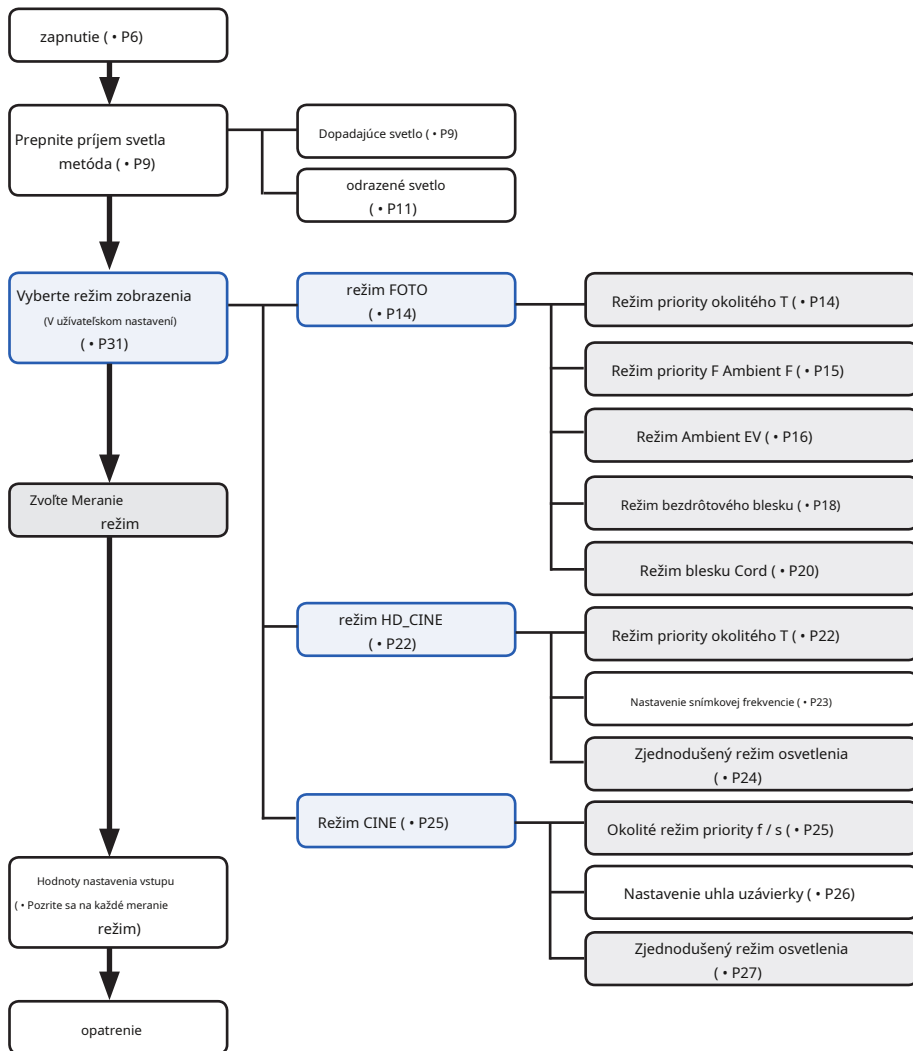 zapnutie ( • P6)
Prepnite príjem svetla
metóda ( • P9)
Dopadajúce svetlo ( • P9)
odrazené svetlo
( • P11)
Vyberte režim zobrazenia
(V užívateľskom nastavení)
( • P31)
režim FOTO
( • P14)
Režim priority okolitého T ( • P14)
Režim priority F Ambient F ( • P15)
Režim Ambient EV ( • P16)
Režim bezdrôtového blesku ( • P18)
Režim blesku Cord ( • P20)
Zvoľte Meranie
režim
režim HD_CINE
( • P22)
Režim priority okolitého T ( • P22)
Nastavenie snímkovej frekvencie ( • P23)
Zjednodušený režim osvetlenia
( • P24)
Režim CINE ( • P25)
Okolité režim priority f / s ( • P25)
Nastavenie uhla uzávierky ( • P26)
Zjednodušený režim osvetlenia
( • P27)
Hodnoty nastavenia vstupu
( • Pozrite sa na každé meranie
režim)
opatrenie